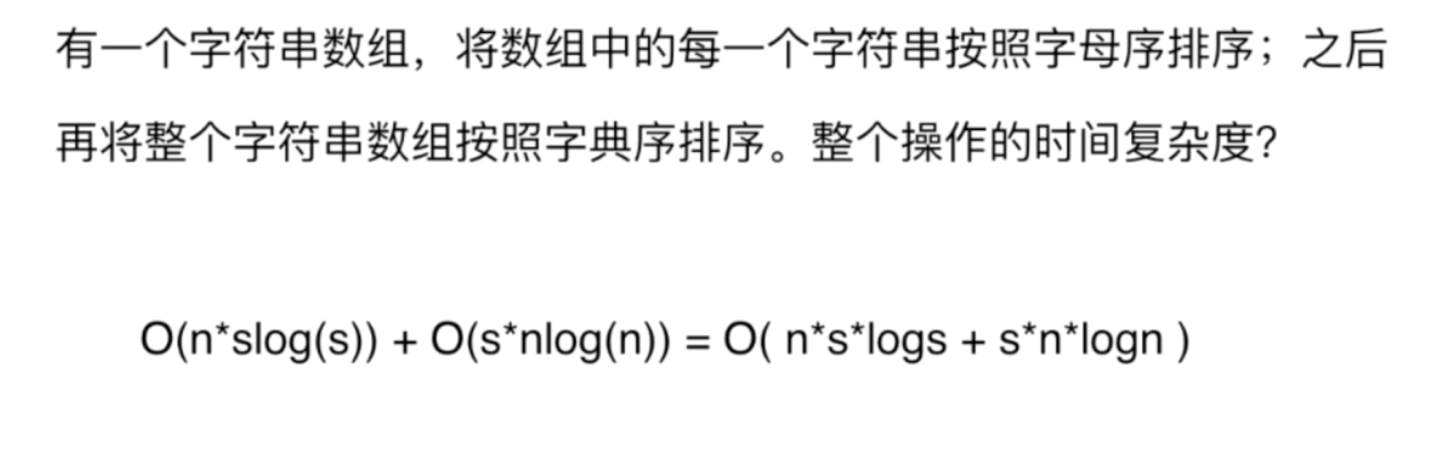 有一个字符串数组，将数组中的每一个字符串按照字母序排序；之后
再将整个字符串数组按照字典序排序。整个操作的时间复杂度？
O(n*slog(s)) + O(s*nlog(n)) = O( n*s*logs + s*n*logn )